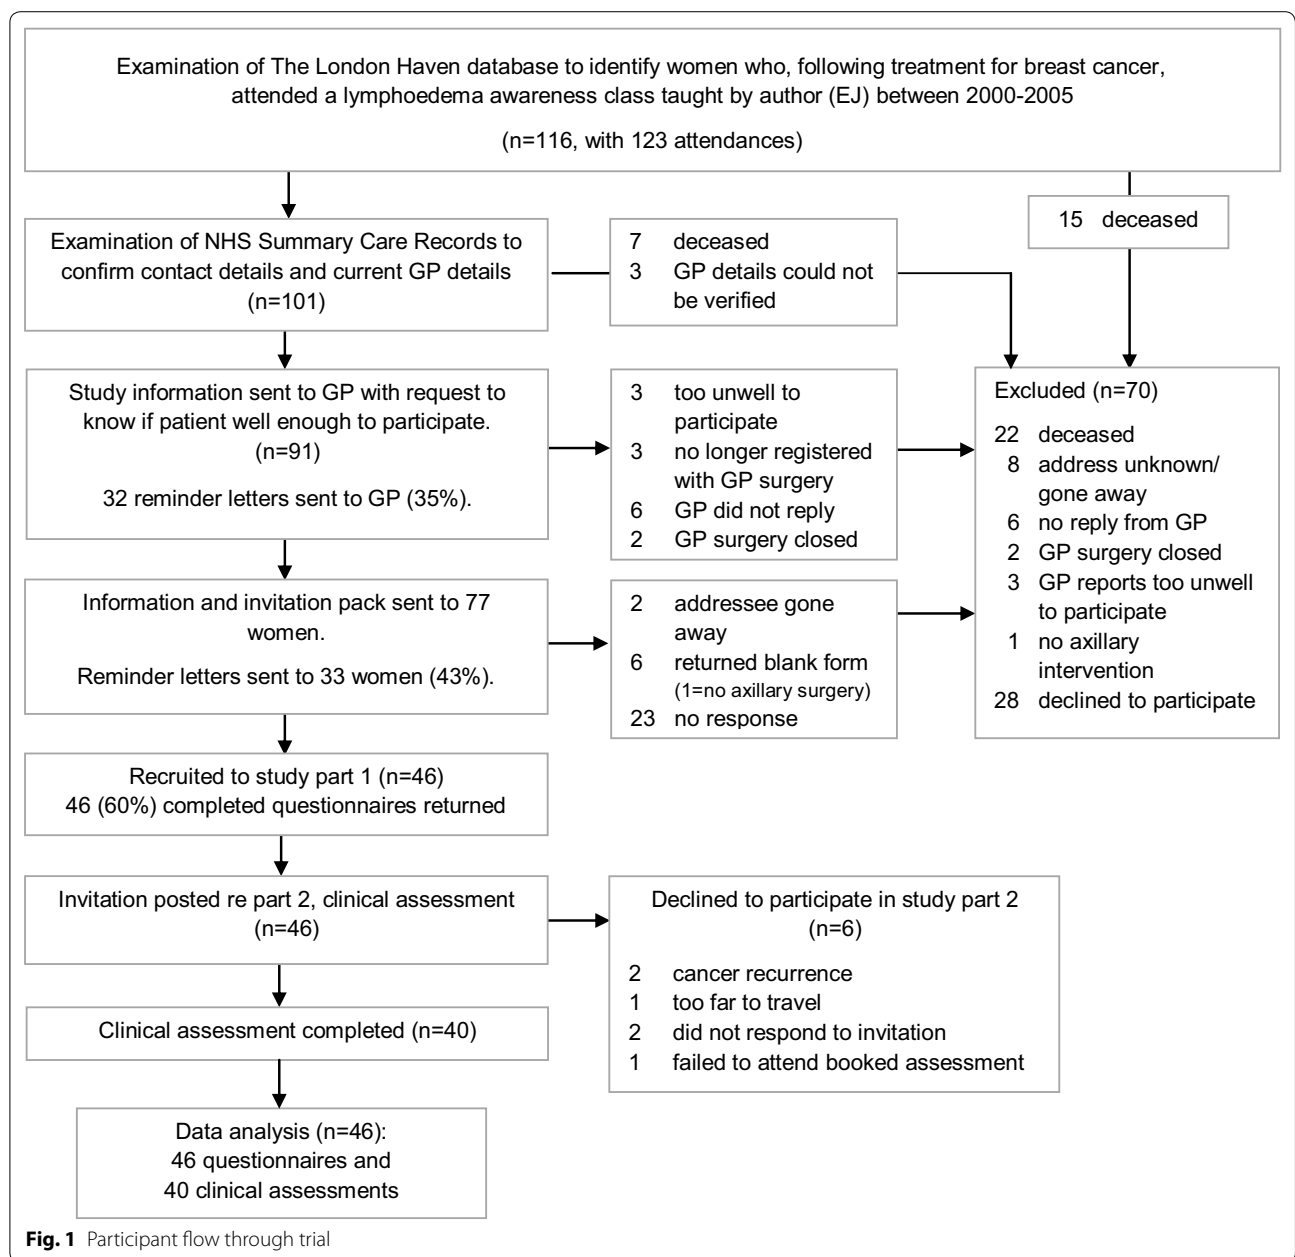 Examination of The London Haven database to identify women who, following treatment for breast cancer,
attended a lymphoedema awareness class taught by author (EJ) between 2000-2005
(n=116, with 123 attendances)
15 deceased
Examination of NHS Summary Care Records to
confirm contact details and current GP details
(n=101)
7 deceased
3 GP details could not
be verified
Study information sent to GP with request to
know if patient well enough to participate.
(n=91)
32 reminder letters sent to GP (35%).
3 too unwell to
participate
3 no longer registered
with GP surgery
6 GP did not reply
2 GP surgery closed
Excluded (n=70)
22 deceased
8 address unknown/
gone away
6 no reply from GP
2 GP surgery closed
3 GP reports too unwell
to participate
1 no axillary
intervention
28 declined to participate
Information and invitation pack sent to 77
women.
Reminder letters sent to 33 women (43%).
2 addressee gone
away
6 returned blank form
(1=no axillary surgery)
23 no response
Recruited to study part 1 (n=46)
46 (60%) completed questionnaires returned
Invitation posted re part 2, clinical assessment
(n=46)
Declined to participate in study part 2
(n=6)
2 cancer recurrence
1 too far to travel
2 did not respond to invitation
1 failed to attend booked assessment
Clinical assessment completed (n=40)
Data analysis (n=46):
46 questionnaires and
40 clinical assessments
Fig. 1 Participant flow through trial